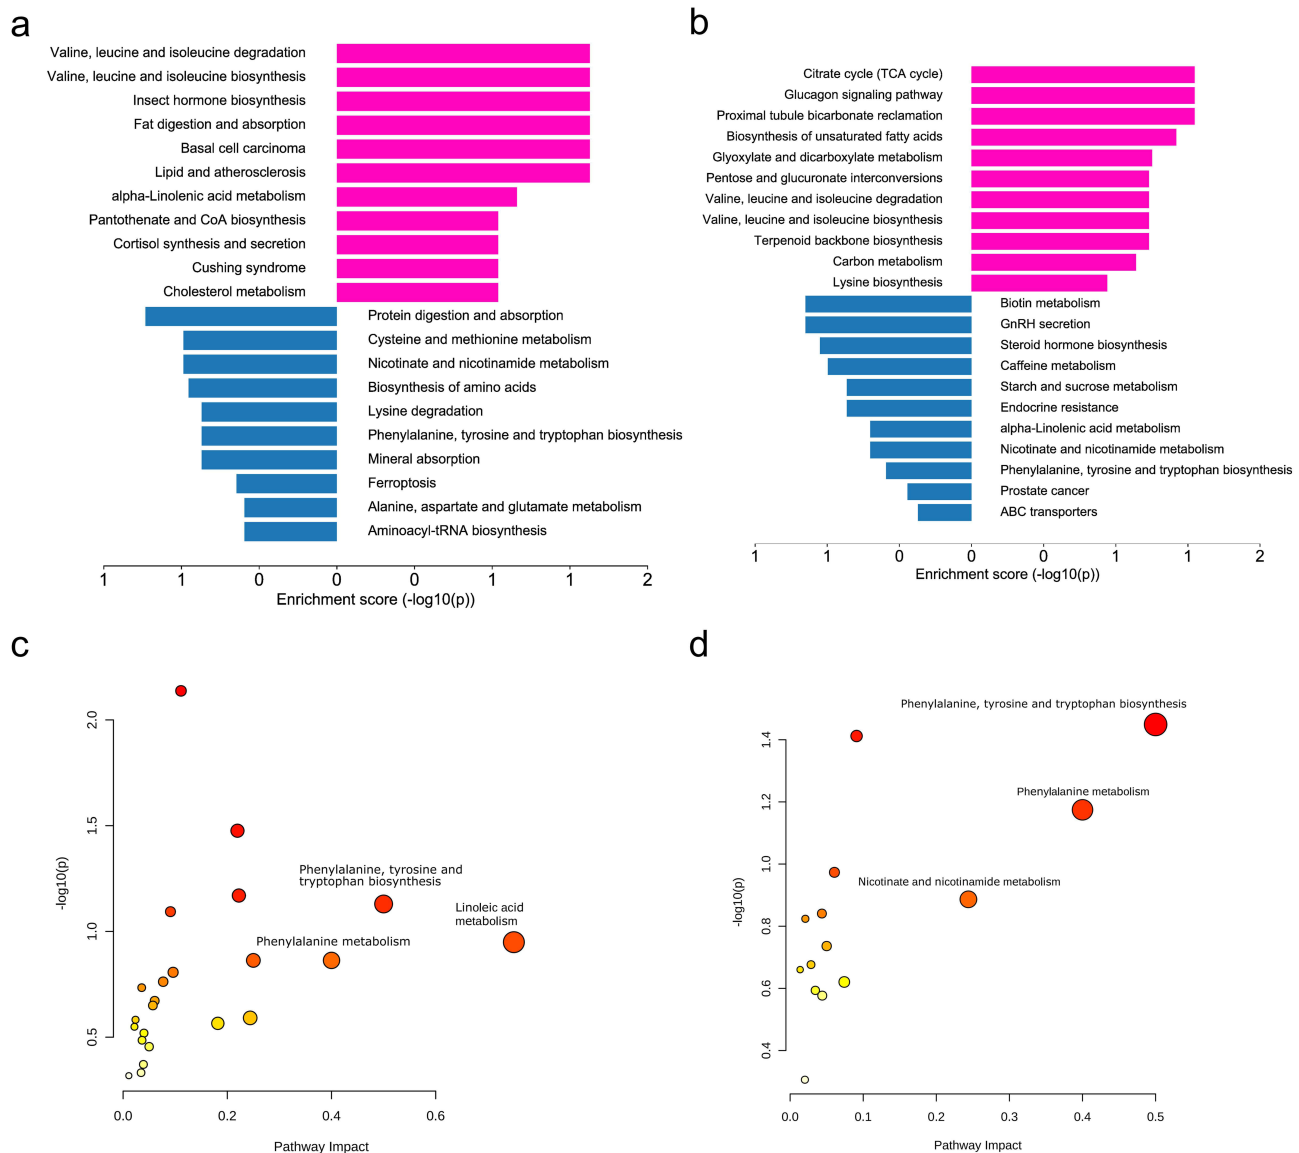 a
Valine, leucine and isoleucine degradation
Valine, leucine and isoleucine biosynthesis
Insect hormone biosynthesis
Fat digestion and absorption
Basal cell carcinoma
Lipid and atherosclerosis
alpha-Linolenic acid metabolism
Pantothenate and CoA biosynthesis
Cortisol synthesis and secretion
Cushing syndrome
Cholesterol metabolism
Protein digestion and absorption
Cysteine and methionine metabolism
Nicotinate and nicotinamide metabolism
Biosynthesis of amino acids
Lysine degradation
Phenylalanine, tyrosine and tryptophan biosynthesis
Mineral absorption
Ferroptosis
Alanine, aspartate and glutamate metabolism
Aminoacyl-tRNA biosynthesis
1 1 0 0 0 1 1 2
Enrichment score (-log10(p))
b
Citrate cycle (TCA cycle)
Glucagon signaling pathway
Proximal tubule bicarbonate reclamation
Biosynthesis of unsaturated fatty acids
Glyoxylate and dicarboxylate metabolism
Pentose and glucuronate interconversions
Valine, leucine and isoleucine degradation
Valine, leucine and isoleucine biosynthesis
Terpenoid backbone biosynthesis
Carbon metabolism
Lysine biosynthesis
Biotin metabolism
GnRH secretion
Steroid hormone biosynthesis
Caffeine metabolism
Starch and sucrose metabolism
Endocrine resistance
alpha-Linolenic acid metabolism
Nicotinate and nicotinamide metabolism
Phenylalanine, tyrosine and tryptophan biosynthesis
Prostate cancer
ABC transporters
1 1 0 0 0 1 1 2
Enrichment score (-log10(p))
c
2.0
1.5
1.0
0.5
-log10(p)
Phenylalanine, tyrosine and
tryptophan biosynthesis
Linoleic acid
metabolism
Phenylalanine metabolism
0.0 0.2 0.4 0.6
Pathway Impact
d
1.4
1.2
1.0
0.8
0.6
0.4
-log10(p)
Phenylalanine, tyrosine and tryptophan biosynthesis
Phenylalanine metabolism
Nicotinate and nicotinamide metabolism
0.0 0.1 0.2 0.3 0.4 0.5
Pathway Impact